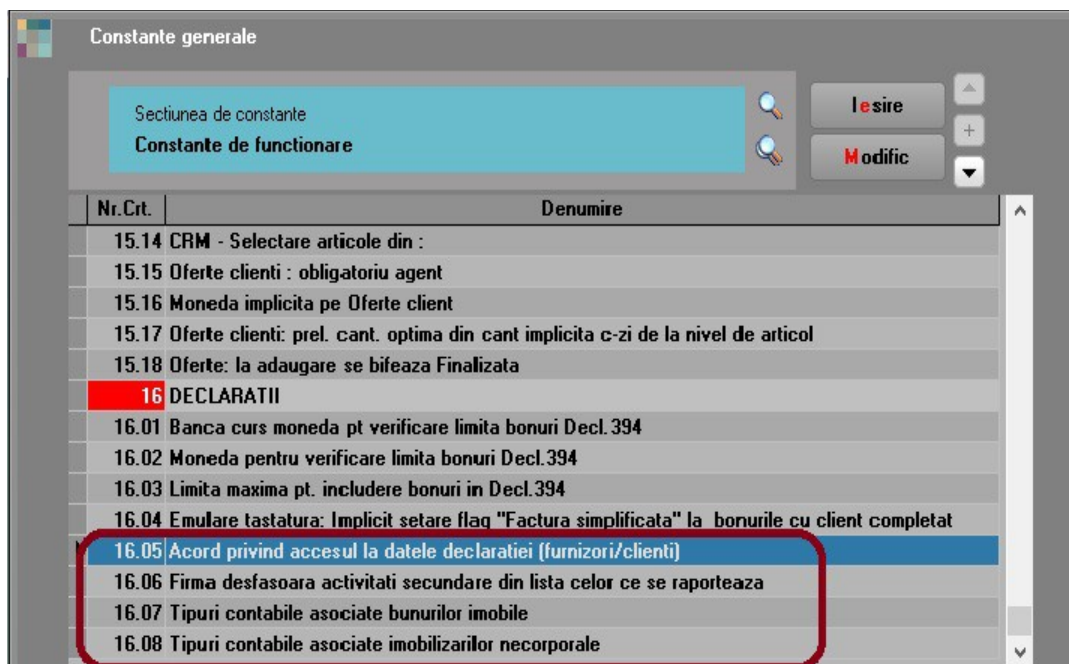 Constante generale
Sectiunea de constante
Constante de functionare
Iesire
Modific
Nr.Crt. Denumire
15.14 CRM - Selectare articole din :
15.15 Oferte clienti : obligatoriu agent
15.16 Moneda implicita pe Oferte client
15.17 Oferte clienti: prel. cant. optima din cant implicita c-zi de la nivel de articol
15.18 Oferte: la adaugare se bifeaza Finalizata
16 DECLARATII
16.01 Banca curs moneda pt verificare limita bonuri Decl.394
16.02 Moneda pentru verificare limita bonuri Decl.394
16.03 Limita maxima pt. includere bonuri in Decl.394
16.04 Emulare tastatura: Implicit setare flag "Factura simplificata" la bonurile cu client completat
16.05 Acord privind accesul la datele declaratiei (furnizori/clienti)
16.06 Firma desfasoara activitati secundare din lista celor ce se raporteaza
16.07 Tipuri contabile asociate bunurilor imobile
16.08 Tipuri contabile asociate imobilizarilor necorporale